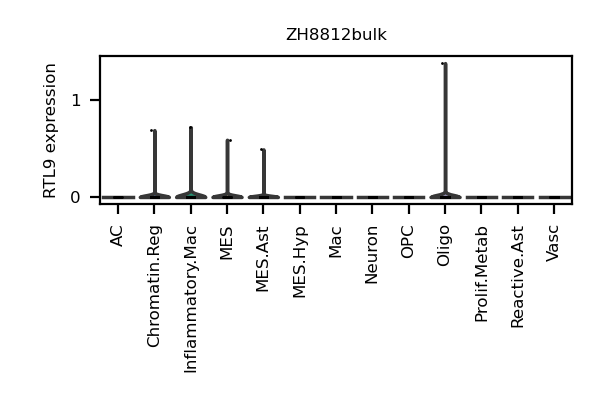 ZH8812bulk
RTL9 expression
1
0
AC
Chromatin.Reg
Inflammatory.Mac
MES
MES.Ast
MES.Hyp
Mac
Neuron
OPC
Oligo
Prolif.Metab
Reactive.Ast
Vasc